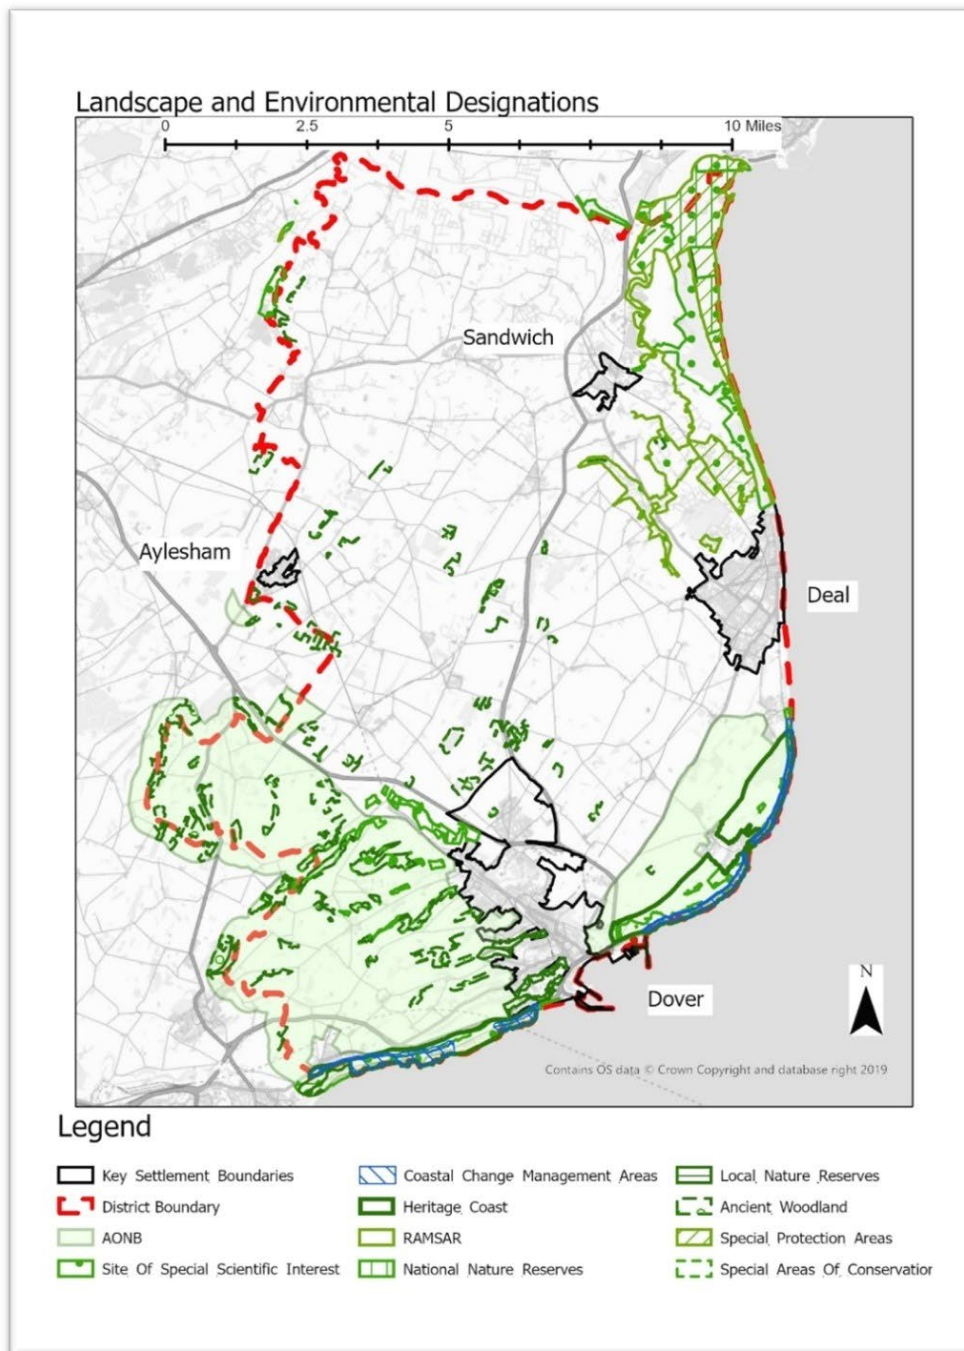 Landscape and Environmental Designations
0 2.5 5 10 Miles
Sandwich
Aylesham
Deal
N
Dover
Contains OS data © Crown Copyright and database right 2019
Legend
Key Settlement Boundaries
Coastal Change Management Areas
Local Nature Reserves
District Boundary
Heritage Coast
Ancient Woodland
AONB
RAMSAR
Special Protection Areas
Site Of Special Scientific Interest
National Nature Reserves
Special Areas Of Conservation